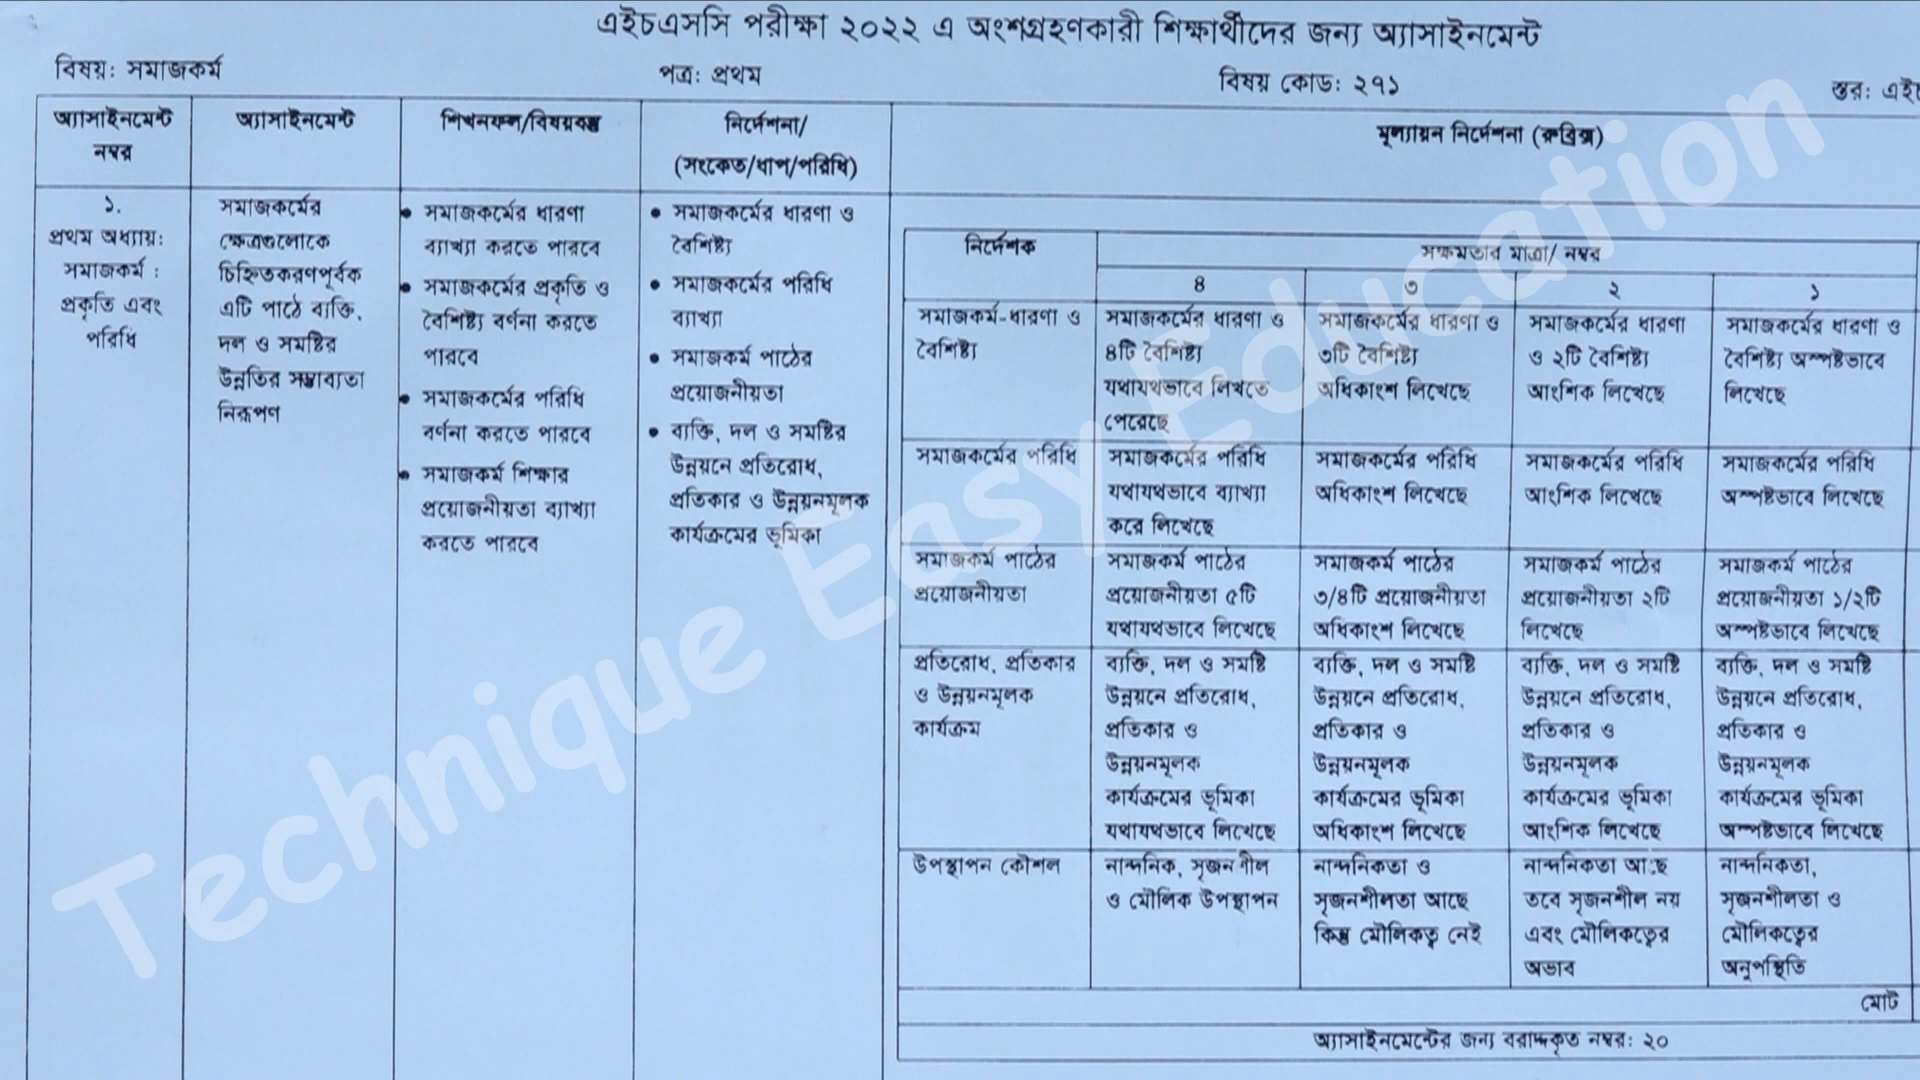 এইচএসসি পরীক্ষা ২০২২ এ অংশগ্রহণকারী শিক্ষার্থীদের জন্য অ্যাসাইনমেন্ট
বিষয়: সমাজকর্ম
পত্র: প্রথম
বিষয় কোড: ২৭১
স্তর:
অ্যাসাইনমেন্ট
নম্বর
অ্যাসাইনমেন্ট
শিখনফল/বিষয়বস্তু
নির্দেশনা/
(সংকেত/ধাপ/পরিধি)
মূল্যায়ন নির্দেশনা (রুব্রিক্স)
১.
প্রথম অধ্যায়:
সমাজকর্ম :
প্রকৃতি এবং
পরিধি
সমাজকর্মের
ক্ষেত্রগুলোকে
চিহ্নিতকরণপূর্বক
এটি পাঠে ব্যক্তি,
দল ও সমষ্টির
উন্নতির সম্ভাব্যতা
নিরূপণ
• সমাজকর্মের ধারণা
ব্যাখ্যা করতে পারবে
• সমাজকর্মের প্রকৃতি ও
বৈশিষ্ট্য বর্ণনা করতে
পারবে
• সমাজকর্মের পরিধি
বর্ণনা করতে পারবে
• সমাজকর্ম শিক্ষার
প্রয়োজনীয়তা ব্যাখ্যা
করতে পারবে
• সমাজকর্মের ধারণা ও
বৈশিষ্ট্য
• সমাজকর্মের পরিধি
ব্যাখ্যা
• সমাজকর্ম পাঠের
প্রয়োজনীয়তা
• ব্যক্তি, দল ও সমষ্টির
উন্নয়নে প্রতিরোধ,
প্রতিকার ও উন্নয়নমূলক
কার্যক্রমের ভূমিকা
নির্দেশক
সক্ষমতার মাত্রা/ নম্বর
৪
৩
২
১
সমাজকর্ম-ধারণা ও
বৈশিষ্ট্য
সমাজকর্মের ধারণা ও
৪টি বৈশিষ্ট্য
যথাযথভাবে লিখতে
পেরেছে
সমাজকর্মের ধারণা ও
৩টি বৈশিষ্ট্য
অধিকাংশ লিখেছে
সমাজকর্মের ধারণা
ও ২টি বৈশিষ্ট্য
আংশিক লিখেছে
সমাজকর্মের ধারণা ও
বৈশিষ্ট্য অস্পষ্টভাবে
লিখেছে
সমাজকর্মের পরিধি
সমাজকর্মের পরিধি
যথাযথভাবে ব্যাখ্যা
করে লিখেছে
সমাজকর্মের পরিধি
অধিকাংশ লিখেছে
সমাজকর্মের পরিধি
আংশিক লিখেছে
সমাজকর্মের পরিধি
অস্পষ্টভাবে লিখেছে
সমাজকর্ম পাঠের
প্রয়োজনীয়তা
সমাজকর্ম পাঠের
প্রয়োজনীয়তা ৫টি
যথাযথভাবে লিখেছে
সমাজকর্ম পাঠের
৩/৪টি প্রয়োজনীয়তা
অধিকাংশ লিখেছে
সমাজকর্ম পাঠের
প্রয়োজনীয়তা ২টি
লিখেছে
সমাজকর্ম পাঠের
প্রয়োজনীয়তা ১/২টি
অস্পষ্টভাবে লিখেছে
প্রতিরোধ, প্রতিকার
ও উন্নয়নমূলক
কার্যক্রম
ব্যক্তি, দল ও সমষ্টি
উন্নয়নে প্রতিরোধ,
প্রতিকার ও
উন্নয়নমূলক
কার্যক্রমের ভূমিকা
যথাযথভাবে লিখেছে
ব্যক্তি, দল ও সমষ্টি
উন্নয়নে প্রতিরোধ,
প্রতিকার ও
উন্নয়নমূলক
কার্যক্রমের ভূমিকা
অধিকাংশ লিখেছে
ব্যক্তি, দল ও সমষ্টি
উন্নয়নে প্রতিরোধ,
প্রতিকার ও
উন্নয়নমূলক
কার্যক্রমের ভূমিকা
আংশিক লিখেছে
ব্যক্তি, দল ও সমষ্টি
উন্নয়নে প্রতিরোধ,
প্রতিকার ও
উন্নয়নমূলক
কার্যক্রমের ভূমিকা
অস্পষ্টভাবে লিখেছে
উপস্থাপন কৌশল
নান্দনিক, সৃজনশীল
ও মৌলিক উপস্থাপন
নান্দনিকতা ও
সৃজনশীলতা আছে
কিন্তু মৌলিকত্ব নেই
নান্দনিকতা আছে
তবে সৃজনশীল নয়
এবং মৌলিকত্বের
অভাব
নান্দনিকতা,
সৃজনশীলতা ও
মৌলিকত্বের
অনুপস্থিতি
মোট
অ্যাসাইনমেন্টের জন্য বরাদ্দকৃত নম্বর: ২০
Technique Easy Education